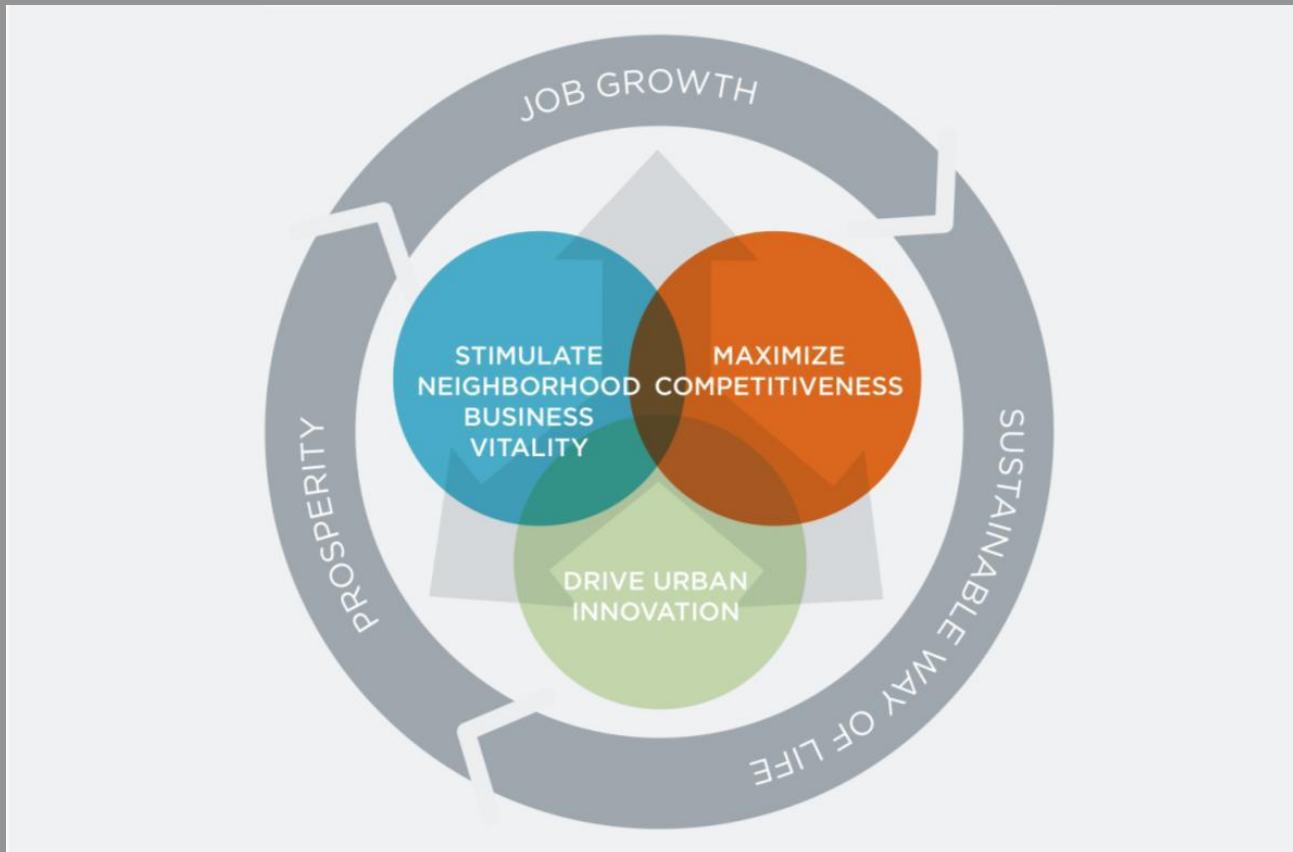 JOB GROWTH
STIMULATE
NEIGHBORHOOD
BUSINESS
VITALITY
MAXIMIZE
COMPETITIVENESS
DRIVE URBAN
INNOVATION
SUSTAINABLE WAY OF LIFE
PROSPERITY